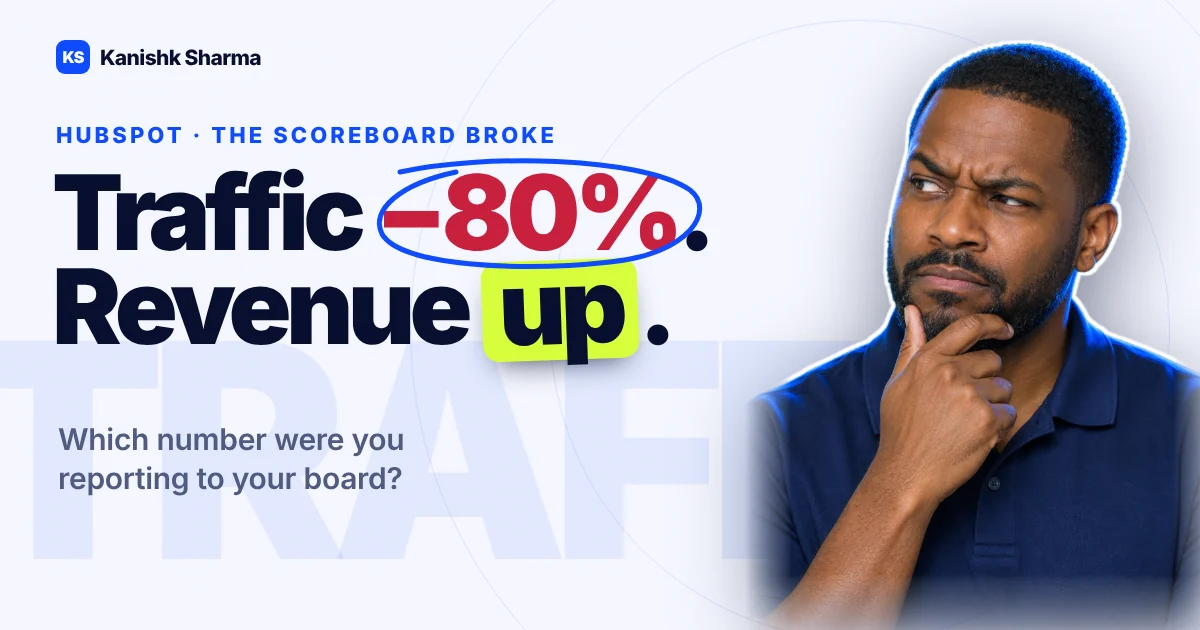 KS Kanishk Sharma
HUBSPOT · THE SCOREBOARD BROKE
Traffic –80%.
Revenue up.
TRAFF
Which number were you
reporting to your board?